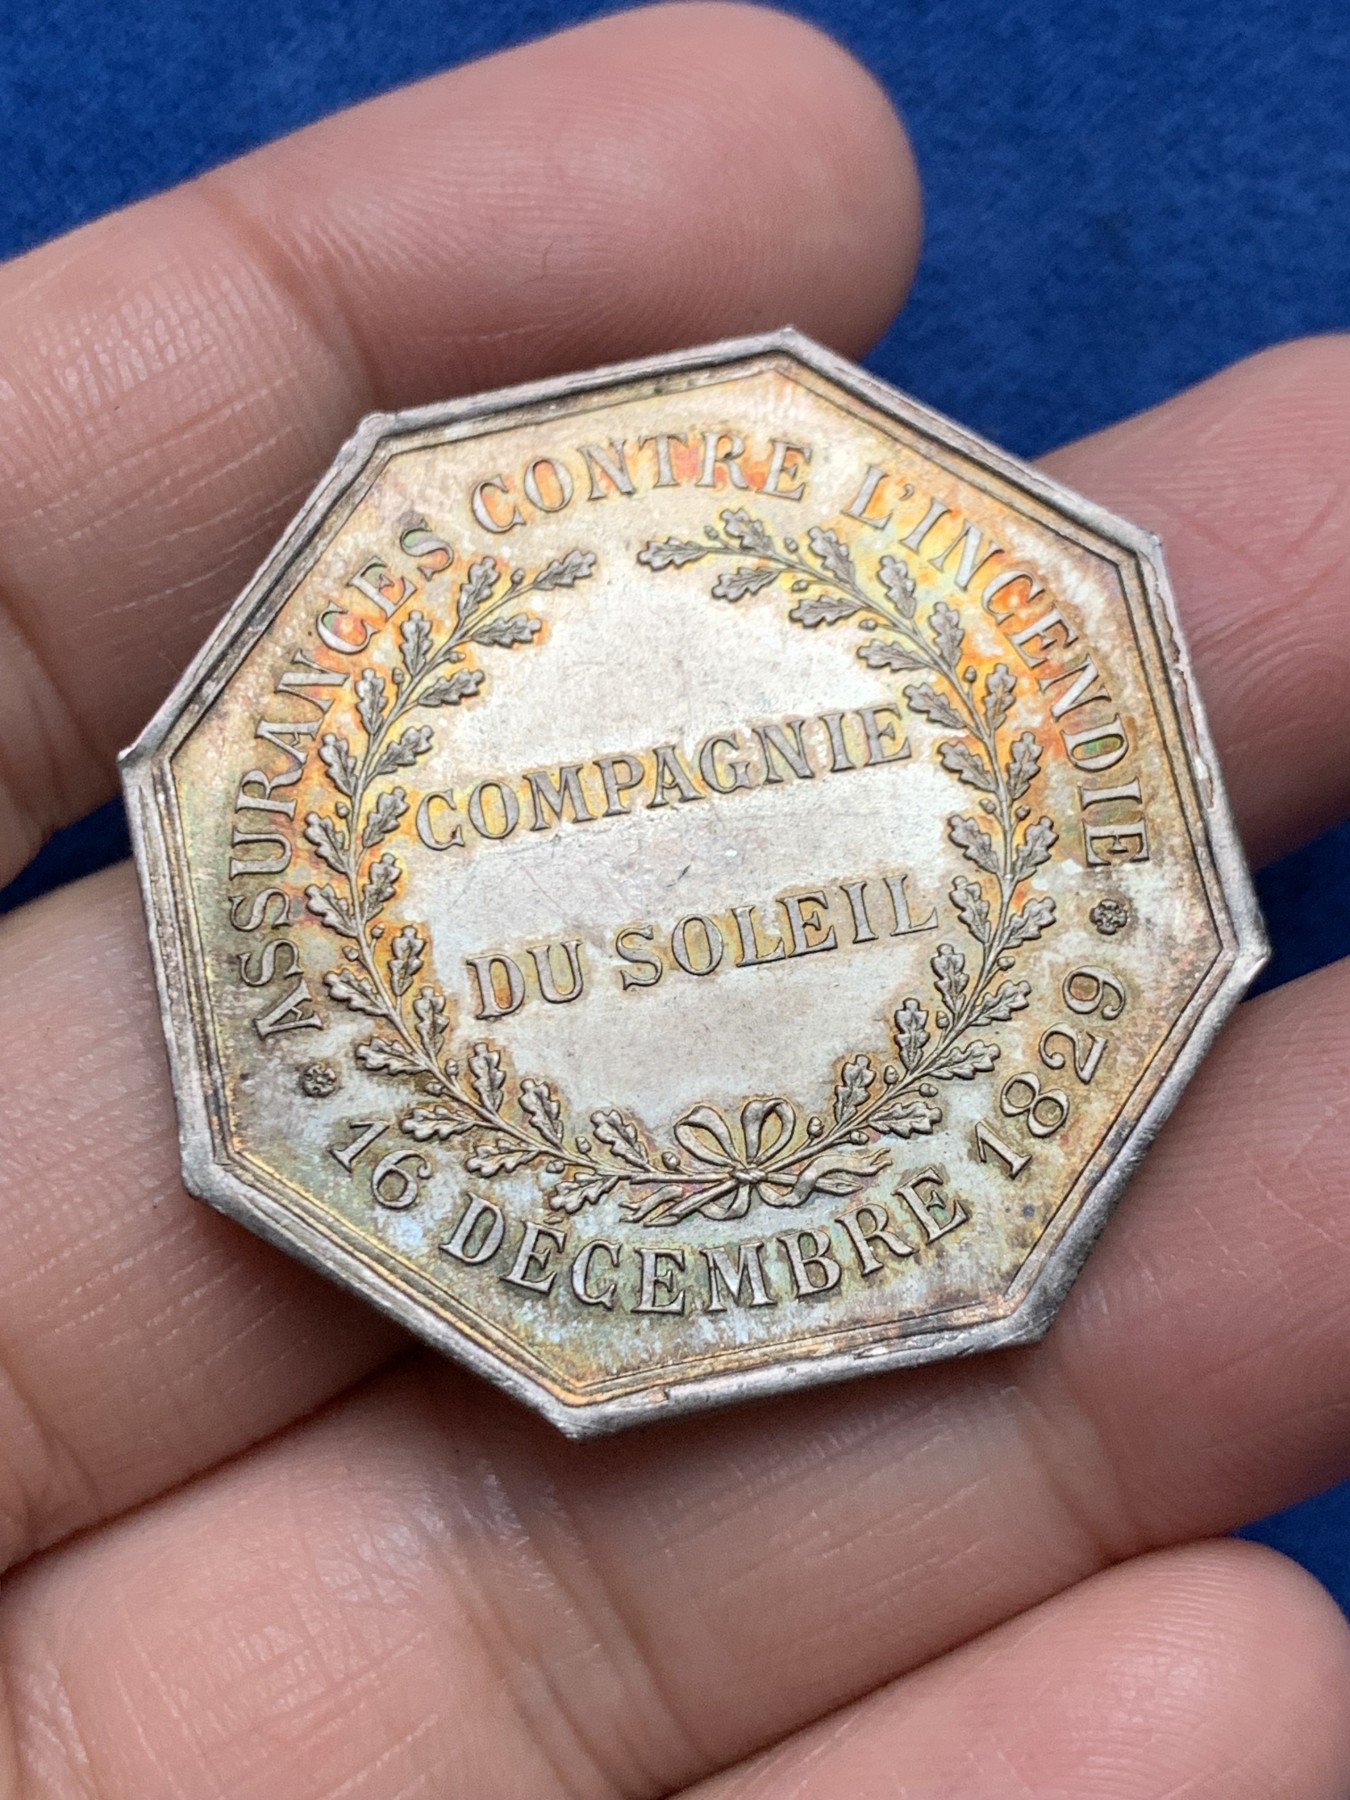 ASSURANCES CONTRE L'INCENDIE
COMPAGNIE
DU SOLEIL
16 DÉCEMBRE 1829